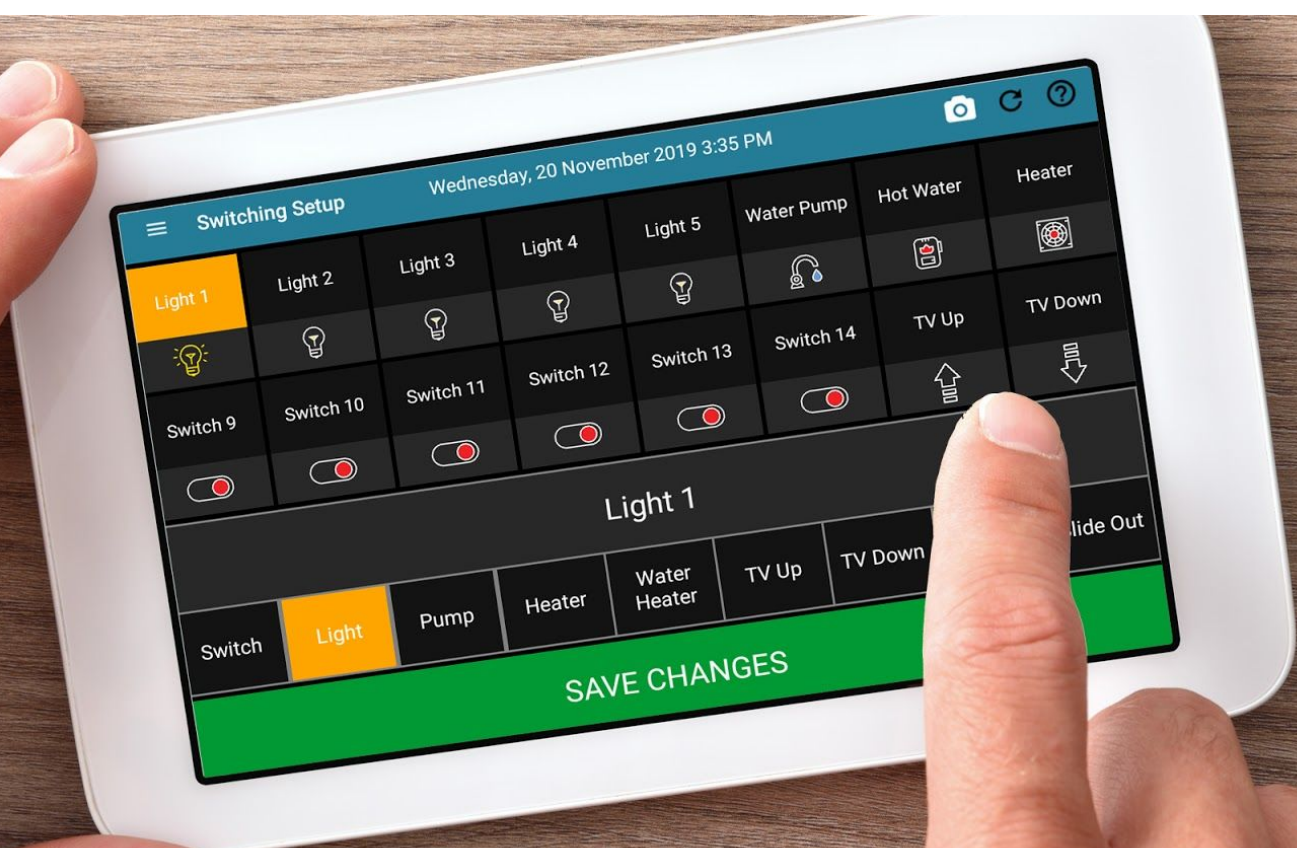 Switching Setup
Wednesday, 20 November 2019 3:35 PM
Light 1
Light 2
Light 3
Light 4
Light 5
Water Pump
Hot Water
Heater
Switch 9
Switch 10
Switch 11
Switch 12
Switch 13
Switch 14
TV Up
TV Down
Light 1
Switch
Light
Pump
Heater
Water
Heater
TV Up
TV Down
Out
SAVE CHANGES